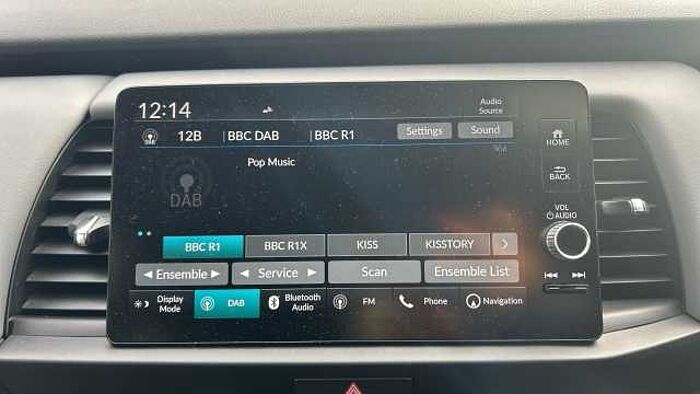 12:14
Audio
Source
12B BBC DAB BBC R1 Settings Sound
DAB
Pop Music
DAB
HOME
BACK
VOL
AUDIO
BBC R1 BBC R1X KISS KISSTORY
Ensemble Service Scan Ensemble List
Display
Mode
DAB
Bluetooth
Audio
FM
Phone
Navigation